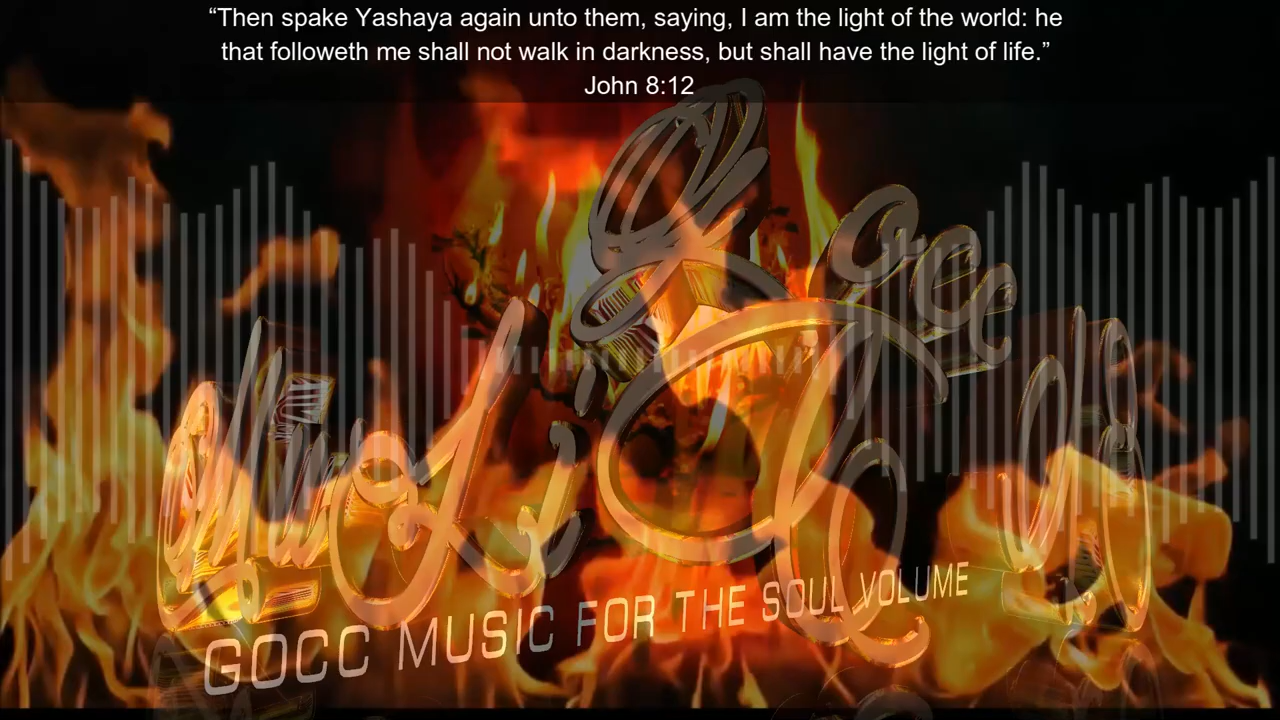 “Then spake Yashaya again unto them, saying, I am the light of the world: he
that followeth me shall not walk in darkness, but shall have the light of life.”
John 8:12
Gocc
GOCC MUSIC FOR THE SOUL VOLUME